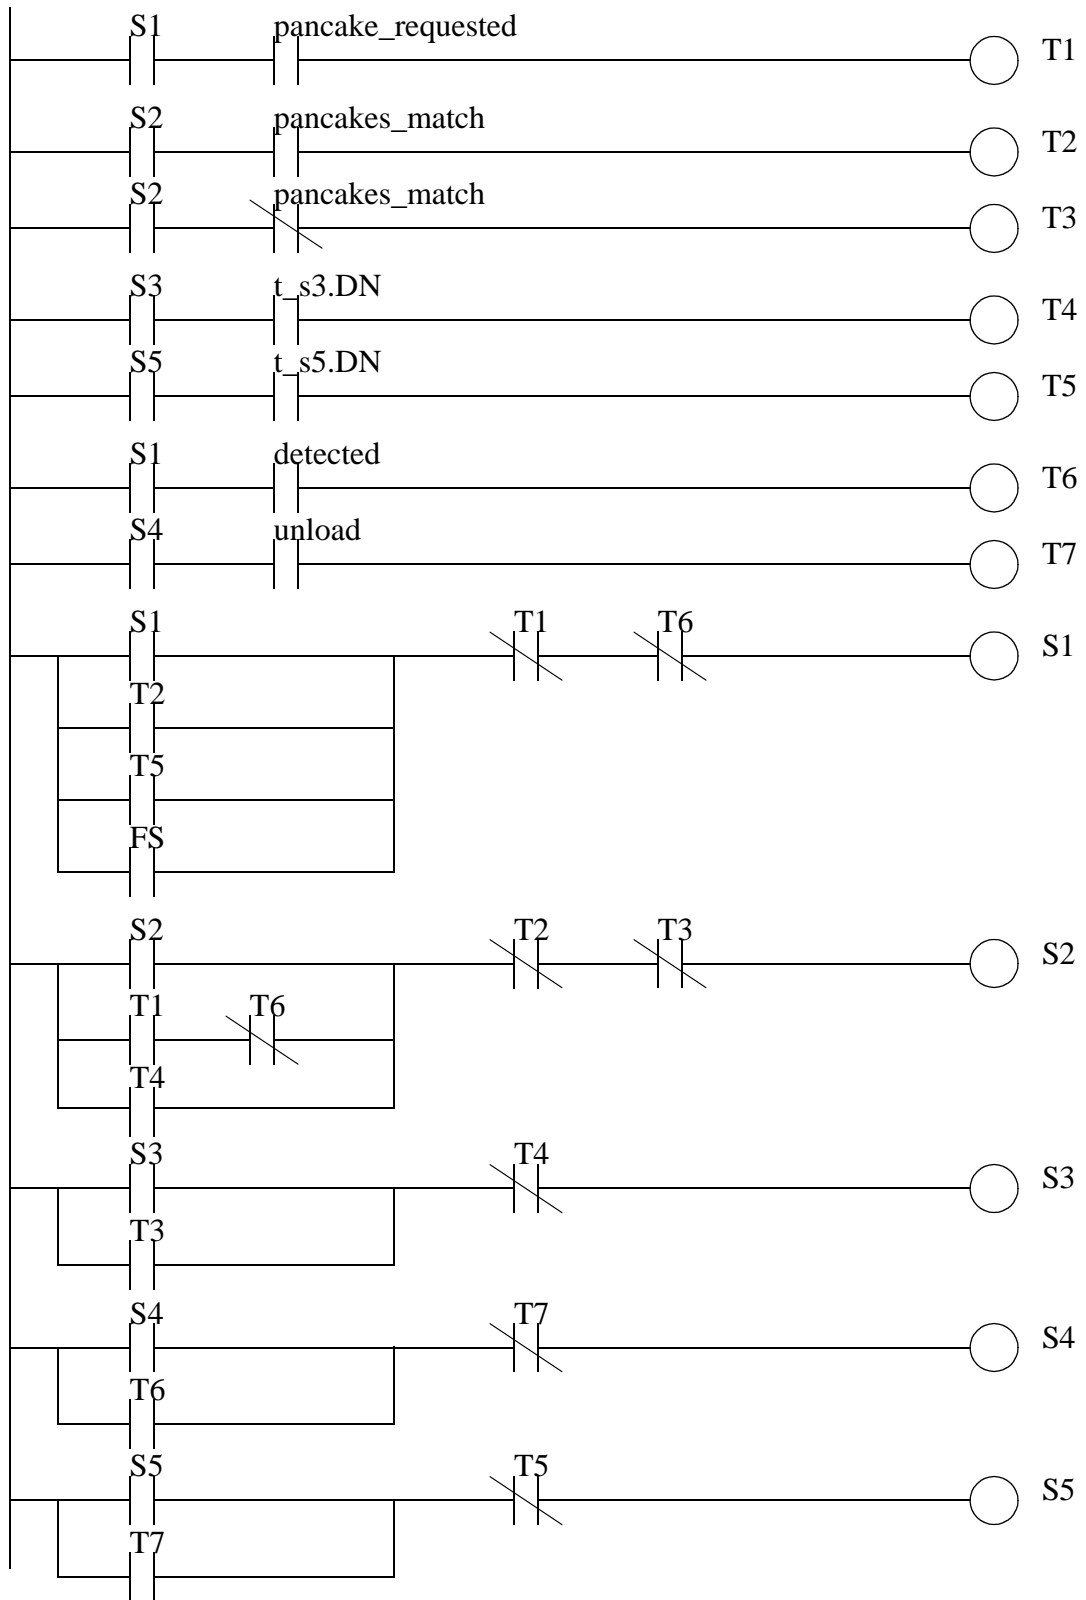 S1 pancake_requested T1
S2 pancakes_match T2
S2 pancakes_match T3
S3 t_s3.DN T4
S5 t_s5.DN T5
S1 detected T6
S4 unload T7
S1 T1 T6 S1
T2
T5
FS
S2 T2 T3 S2
T1 T6
T4
S3 T4 S3
T3
S4 T7 S4
T6
S5 T5 S5
T7